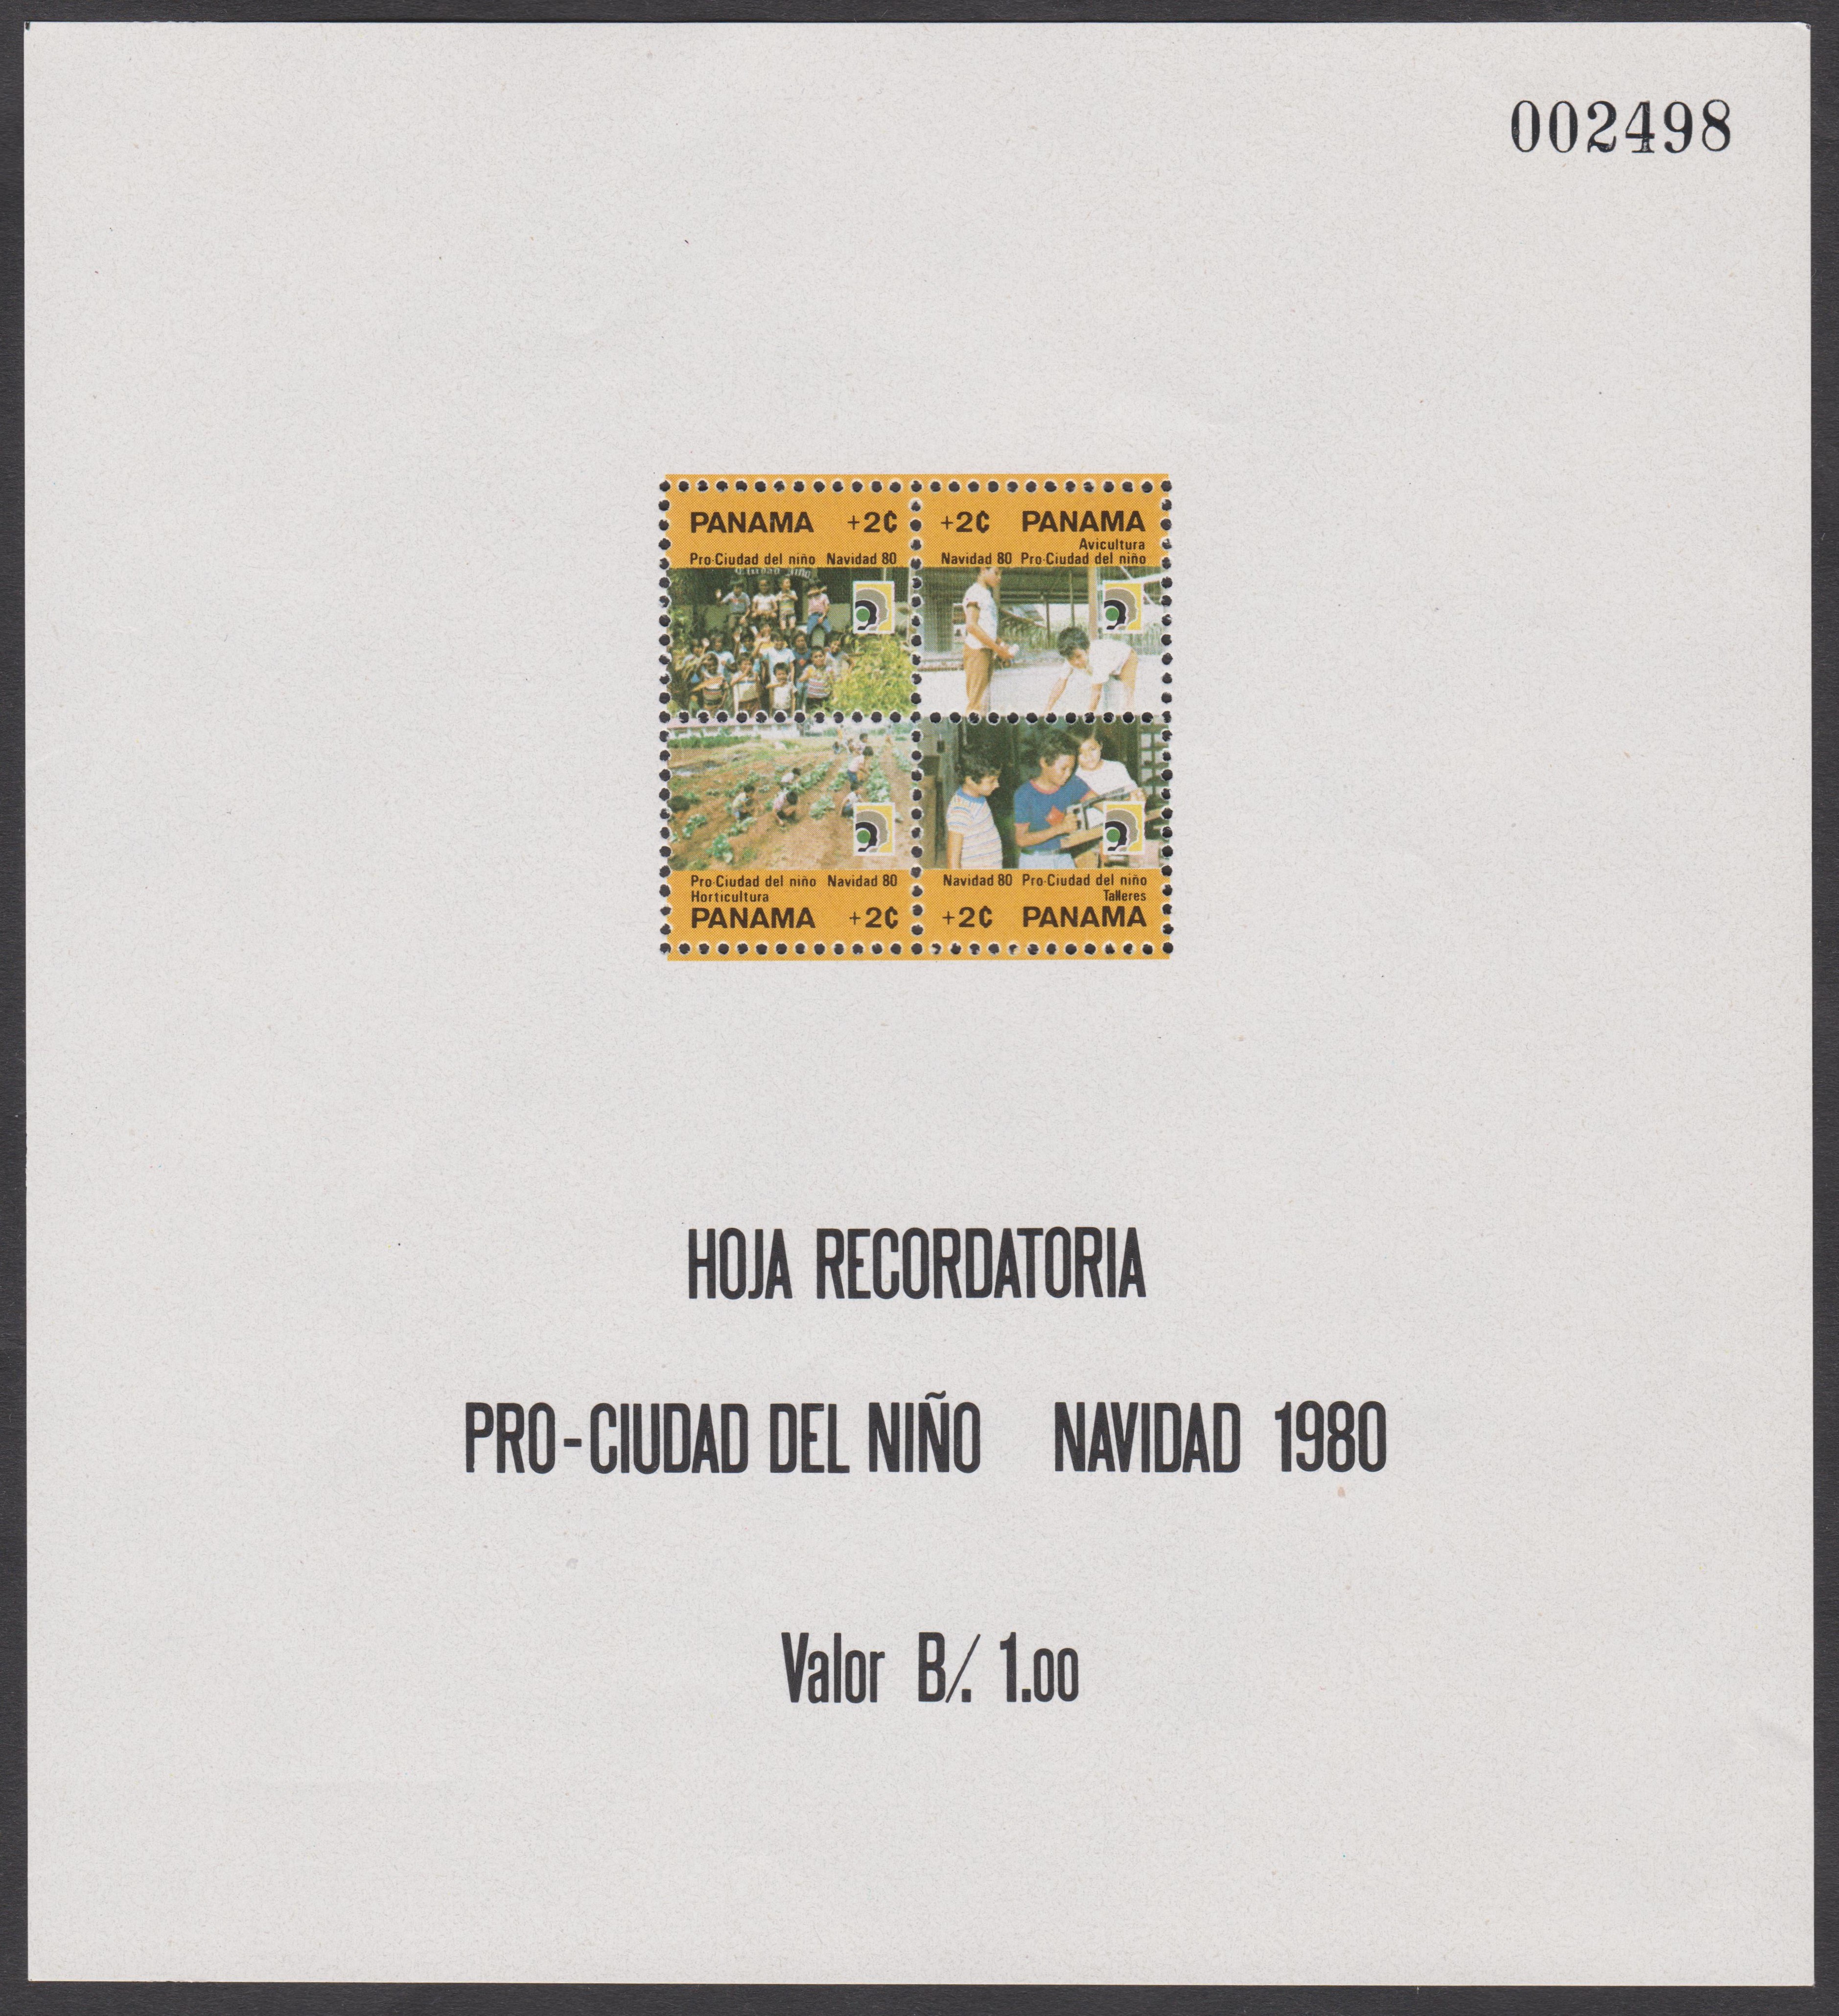 002498
PANAMA +2¢
Pro-Ciudad del niño Navidad 80
+2¢ PANAMA
Avicultura
Navidad 80 Pro-Ciudad del niño
Pro-Ciudad del niño Navidad 80
Horticultura
PANAMA +2¢
Navidad 80 Pro-Ciudad del niño
Talleres
+2¢ PANAMA
HOJA RECORDATORIA
PRO-CIUDAD DEL NIÑO NAVIDAD 1980
Valor B/. 1.00